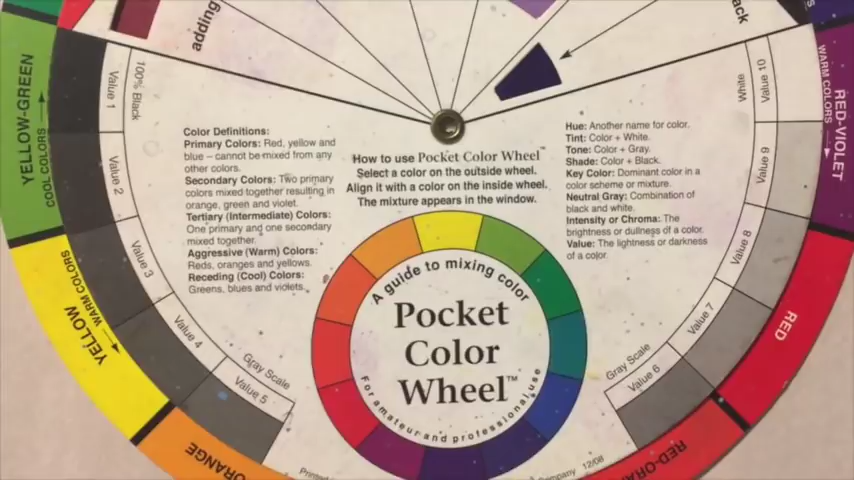 adding
ack
YELLOW-GREEN
COOL COLORS
WARM COLORS
RED-VIOLET
100% Black
Value 1
Value 2
Value 3
Value 4
Value 5
Gray Scale
White
Value 10
Value 9
Value 8
Value 7
Value 6
Gray Scale
Color Definitions:
Primary Colors: Red, yellow and
blue – cannot be mixed from any
other colors.
Secondary Colors: Two primary
colors mixed together resulting in
orange, green and violet.
Tertiary (Intermediate) Colors:
One primary and one secondary
mixed together.
Aggressive (Warm) Colors:
Reds, oranges and yellows.
Receding (Cool) Colors:
Greens, blues and violets.
How to use Pocket Color Wheel™
Select a color on the outside wheel.
Align it with a color on the inside wheel.
The mixture appears in the window.
Hue: Another name for color.
Tint: Color + White.
Tone: Color + Gray.
Shade: Color + Black.
Key Color: Dominant color in a
color scheme or mixture.
Neutral Gray: Combination of
black and white.
Intensity or Chroma: The
brightness or dullness of a color.
Value: The lightness or darkness
of a color.
A guide to mixing color
Pocket
Color
Wheel™
For amateur and professional use
YELLOW
WARM COLORS
RED
ORANGE
RED-ORA
Printed
Company 12/08